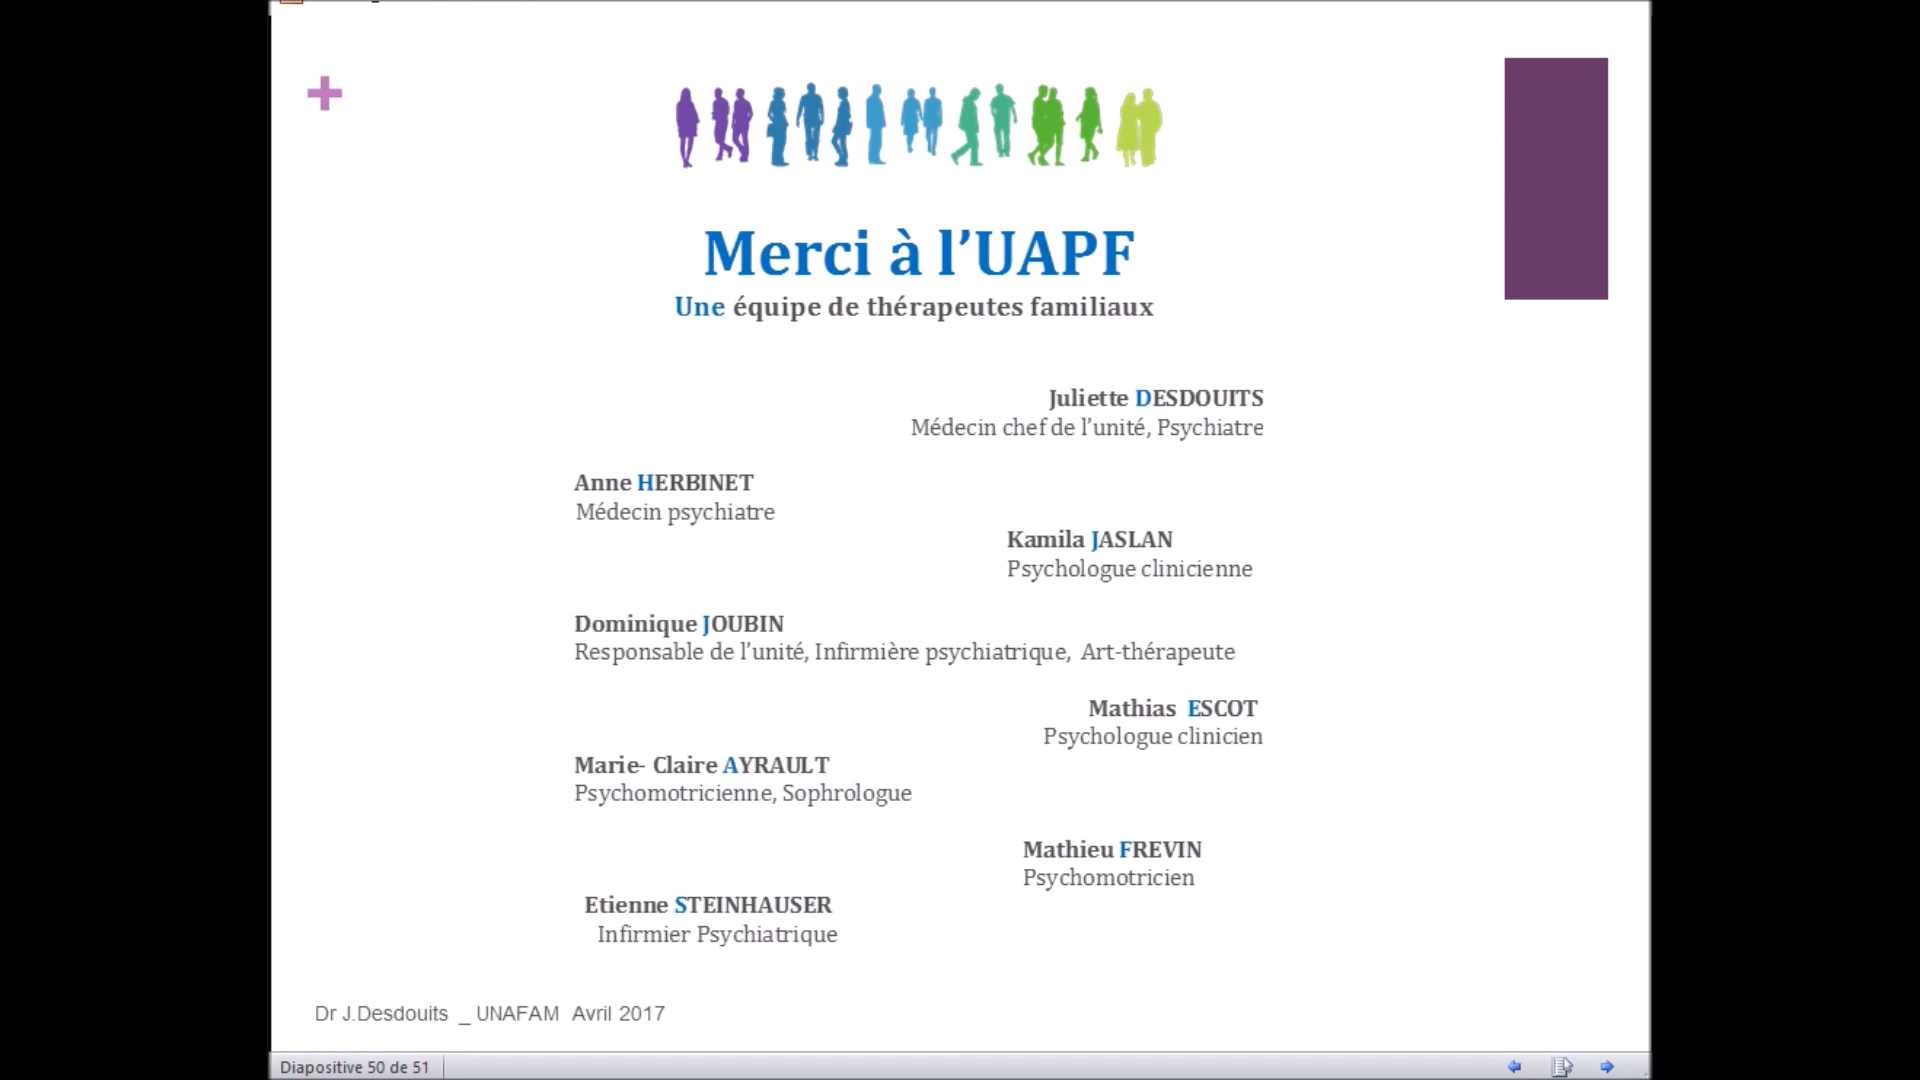 Merci à l’UAPF
Une équipe de thérapeutes familiaux
Juliette DESDOUITS
Médecin chef de l’unité, Psychiatre
Anne HERBINET
Médecin psychiatre
Kamila JASLAN
Psychologue clinicienne
Dominique JOUBIN
Responsable de l’unité, Infirmière psychiatrique, Art-thérapeute
Mathias ESCOT
Psychologue clinicien
Marie- Claire AYRAULT
Psychomotricienne, Sophrologue
Mathieu FREVIN
Psychomotricien
Etienne STEINHAUSER
Infirmier Psychiatrique
Dr J.Desdouits _ UNAFAM Avril 2017
Diapositive 50 de 51